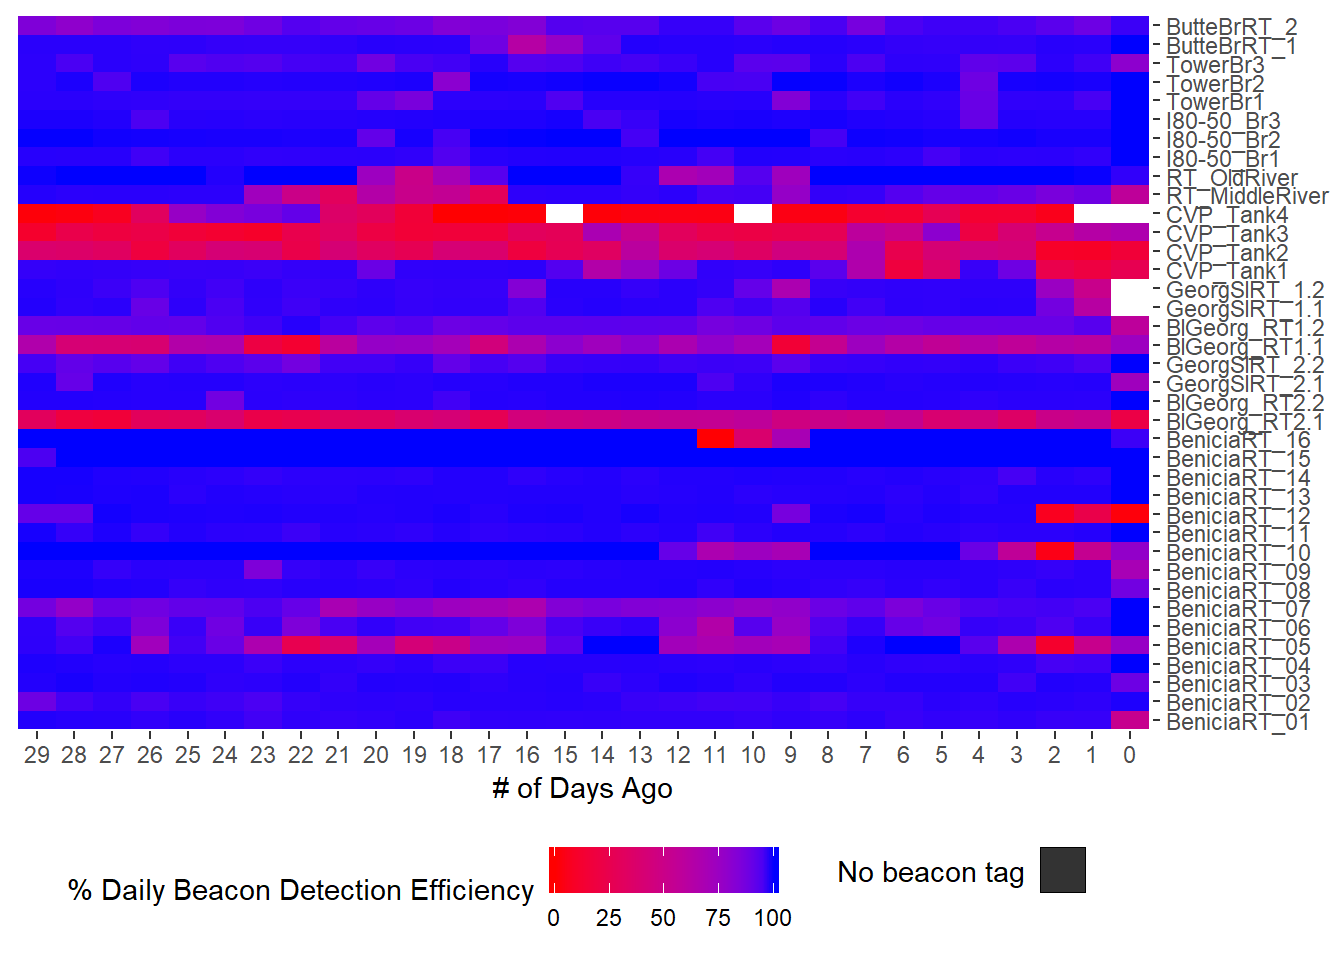 ButteBrRT_2
ButteBrRT_1
TowerBr3
TowerBr2
TowerBr1
I80-50_Br3
I80-50_Br2
I80-50_Br1
RT_OldRiver
RT_MiddleRiver
CVP_Tank4
CVP_Tank3
CVP_Tank2
CVP_Tank1
GeorgSlRT_1.2
GeorgSlRT_1.1
BlGeorg_RT1.2
BlGeorg_RT1.1
GeorgSlRT_2.2
GeorgSlRT_2.1
BlGeorg_RT2.2
BlGeorg_RT2.1
BeniciaRT_16
BeniciaRT_15
BeniciaRT_14
BeniciaRT_13
BeniciaRT_12
BeniciaRT_11
BeniciaRT_10
BeniciaRT_09
BeniciaRT_08
BeniciaRT_07
BeniciaRT_06
BeniciaRT_05
BeniciaRT_04
BeniciaRT_03
BeniciaRT_02
BeniciaRT_01
29 28 27 26 25 24 23 22 21 20 19 18 17 16 15 14 13 12 11 10 9 8 7 6 5 4 3 2 1 0
# of Days Ago
% Daily Beacon Detection Efficiency
0 25 50 75 100
No beacon tag